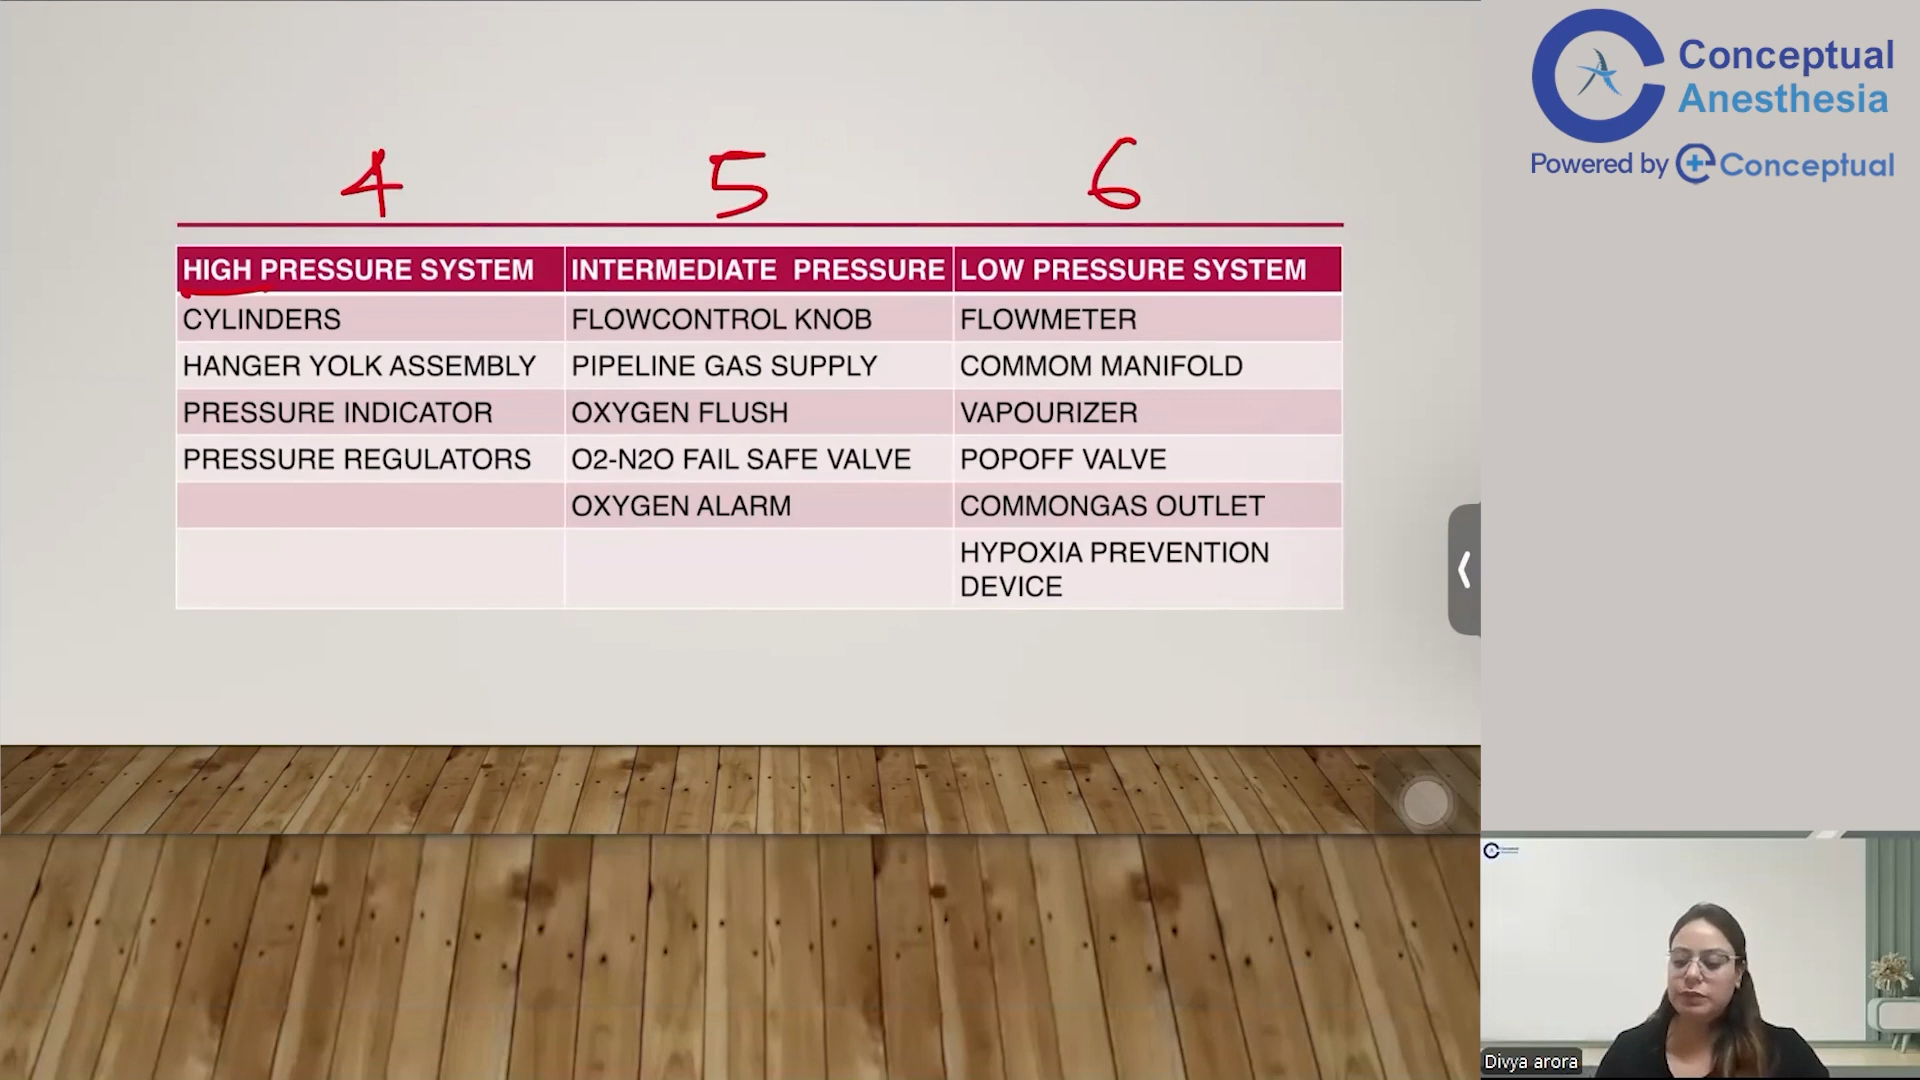 Conceptual
Anesthesia
Powered by Conceptual
4 5 6
HIGH PRESSURE SYSTEM INTERMEDIATE PRESSURE LOW PRESSURE SYSTEM
CYLINDERS FLOWCONTROL KNOB FLOWMETER
HANGER YOLK ASSEMBLY PIPELINE GAS SUPPLY COMMOM MANIFOLD
PRESSURE INDICATOR OXYGEN FLUSH VAPOURIZER
PRESSURE REGULATORS O2-N2O FAIL SAFE VALVE POPOFF VALVE
OXYGEN ALARM COMMONGAS OUTLET
HYPOXIA PREVENTION
DEVICE
Divya arora